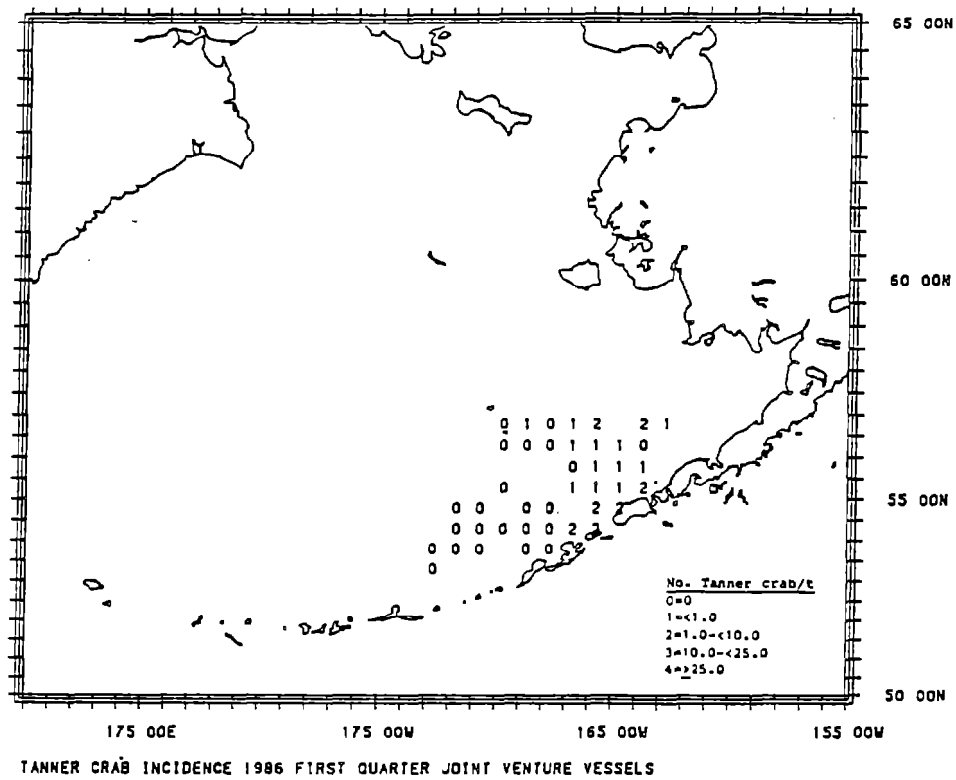 65 00N
60 00N
0 1 0 1 2 2 1
0 0 0 1 1 1 0
0 1 1 1
0 1 1 1 2
55 00N
0 0 0 0 2 2
0 0 0 0 0 2
0 0 0 0 0
0
No. Tanner crab/t
0=0
1=<1.0
2=1.0-<10.0
3=10.0-<25.0
4=≥25.0
50 00N
175 00E 175 00W 165 00W 155 00W
TANNER CRAB INCIDENCE 1986 FIRST QUARTER JOINT VENTURE VESSELS